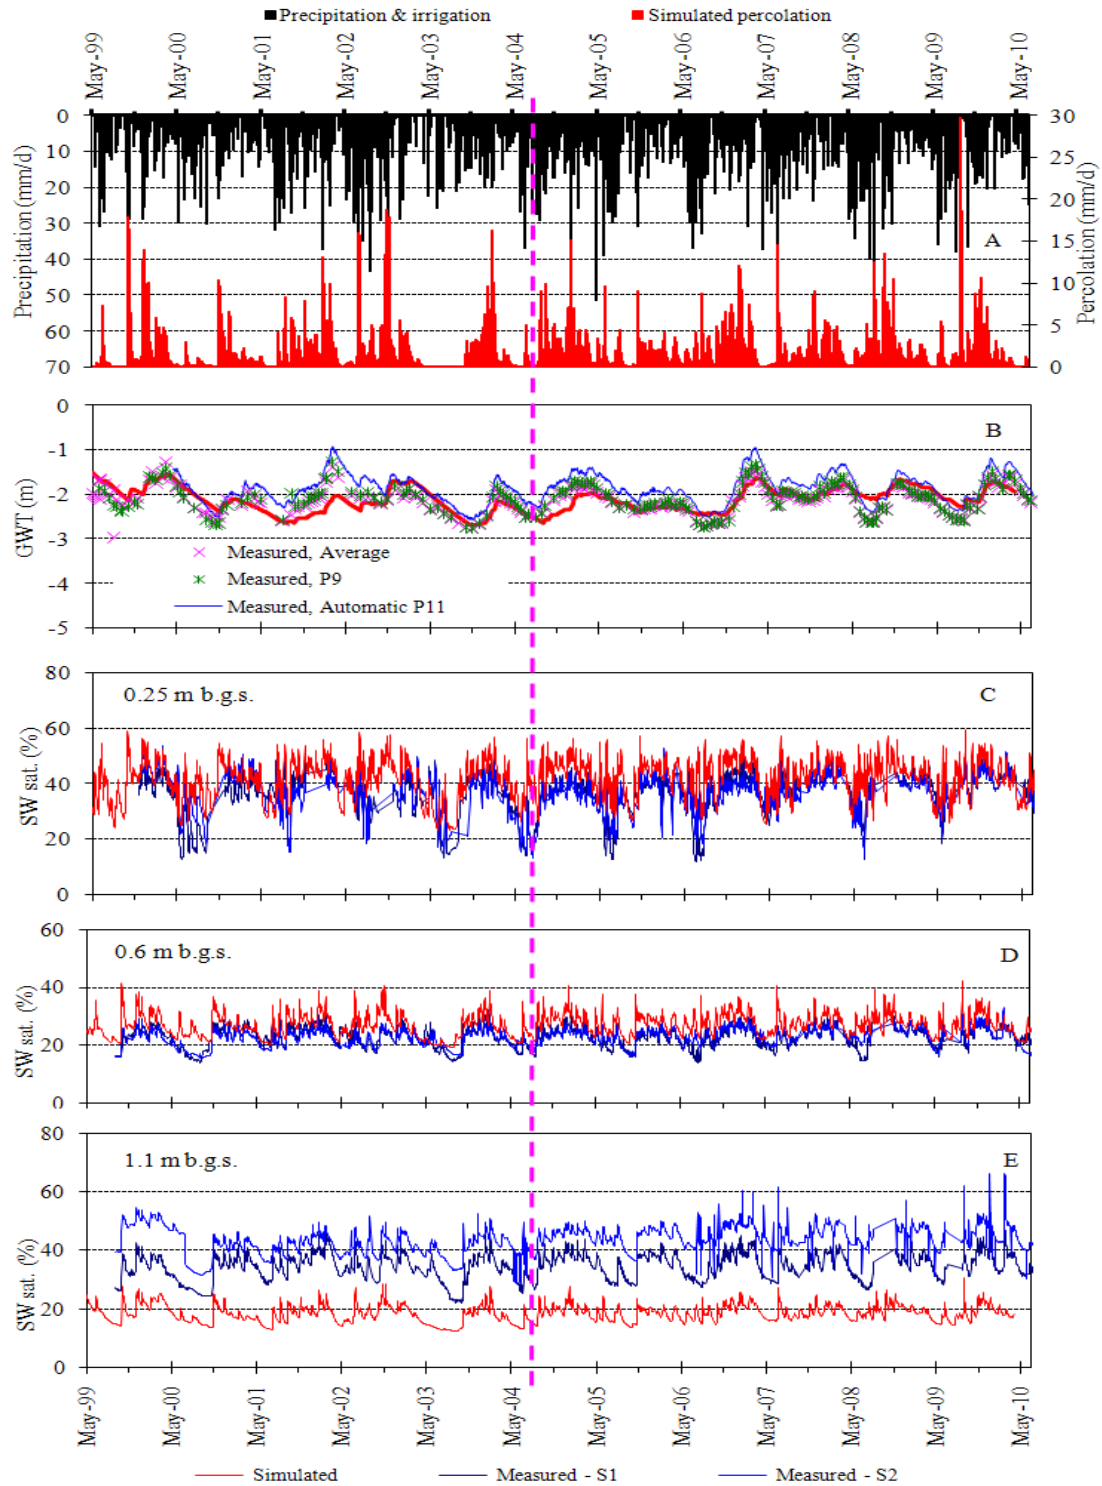 Precipitation & irrigation
Simulated percolation
May-99 May-00 May-01 May-02 May-03 May-04 May-05 May-06 May-07 May-08 May-09 May-10
Precipitation (mm/d)
0
10
20
30
40
50
60
70
A
30
25
20
15
10
5
0
Percolation (mm/d)
GWT (m)
0
-1
-2
-3
-4
-5
B
Measured, Average
Measured, P9
Measured, Automatic P11
SW sat. (%)
80
60
40
20
0
0.25 m b.g.s.
C
SW sat. (%)
60
40
20
0
0.6 m b.g.s.
D
SW sat. (%)
80
60
40
20
0
1.1 m b.g.s.
E
May-99 May-00 May-01 May-02 May-03 May-04 May-05 May-06 May-07 May-08 May-09 May-10
Simulated
Measured - S1
Measured - S2